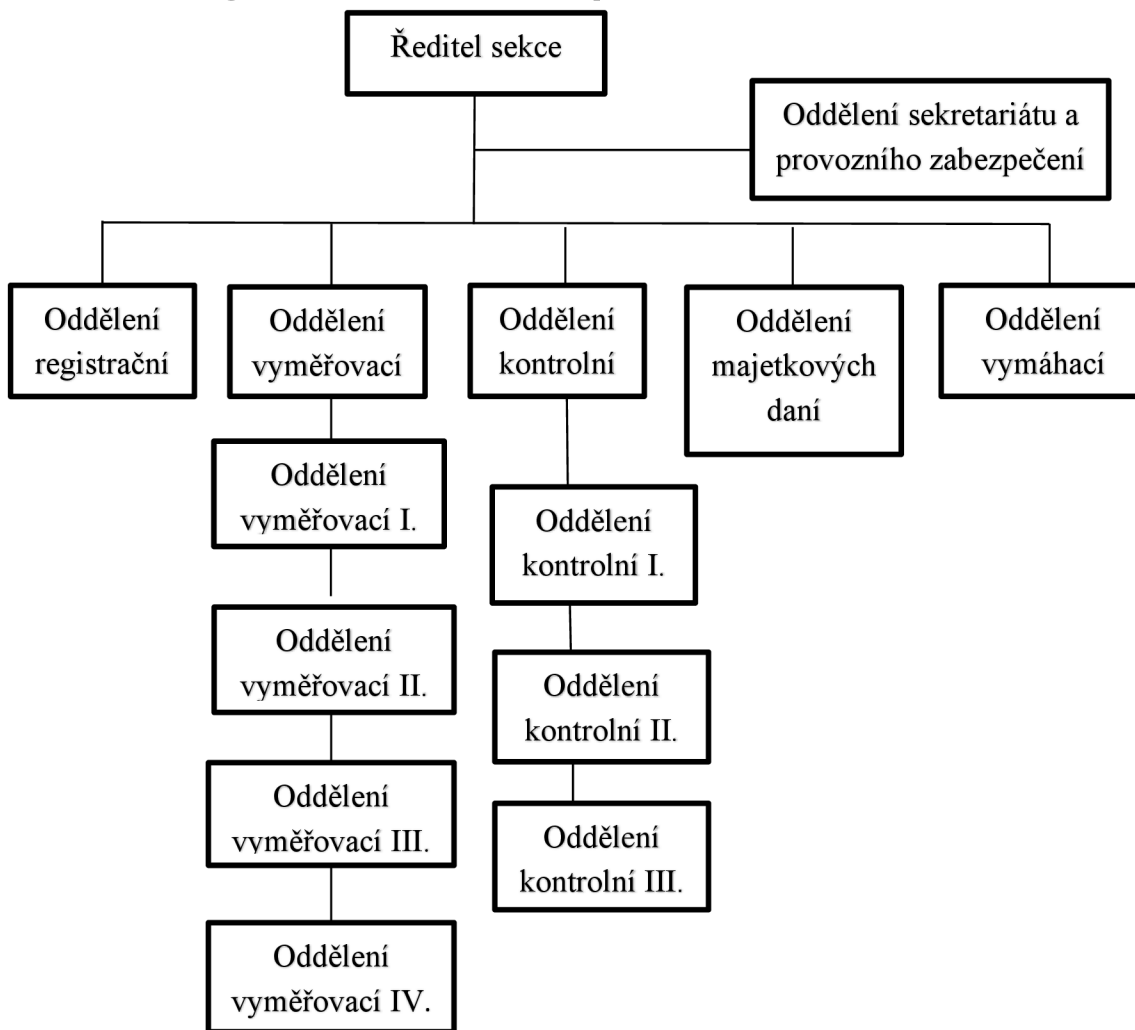 Ředitel sekce
Oddělení sekretariátu a
provozního zabezpečení
Oddělení
registrační
Oddělení
vyměřovací
Oddělení
kontrolní
Oddělení
majetkových
daní
Oddělení
vymáhací
Oddělení
vyměřovací I.
Oddělení
kontrolní I.
Oddělení
vyměřovací II.
Oddělení
kontrolní II.
Oddělení
vyměřovací III.
Oddělení
kontrolní III.
Oddělení
vyměřovací IV.